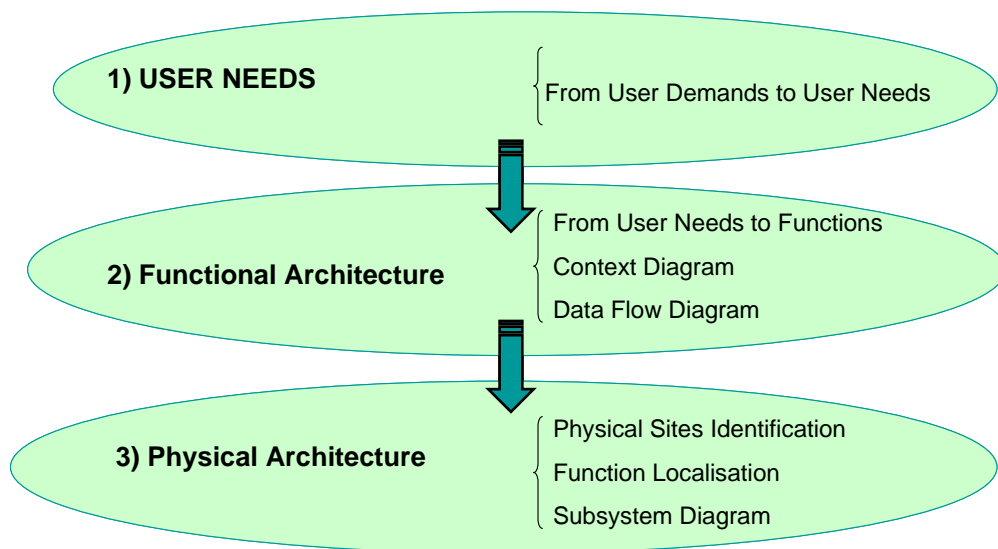 1) USER NEEDS
From User Demands to User Needs
2) Functional Architecture
From User Needs to Functions
Context Diagram
Data Flow Diagram
3) Physical Architecture
Physical Sites Identification
Function Localisation
Subsystem Diagram